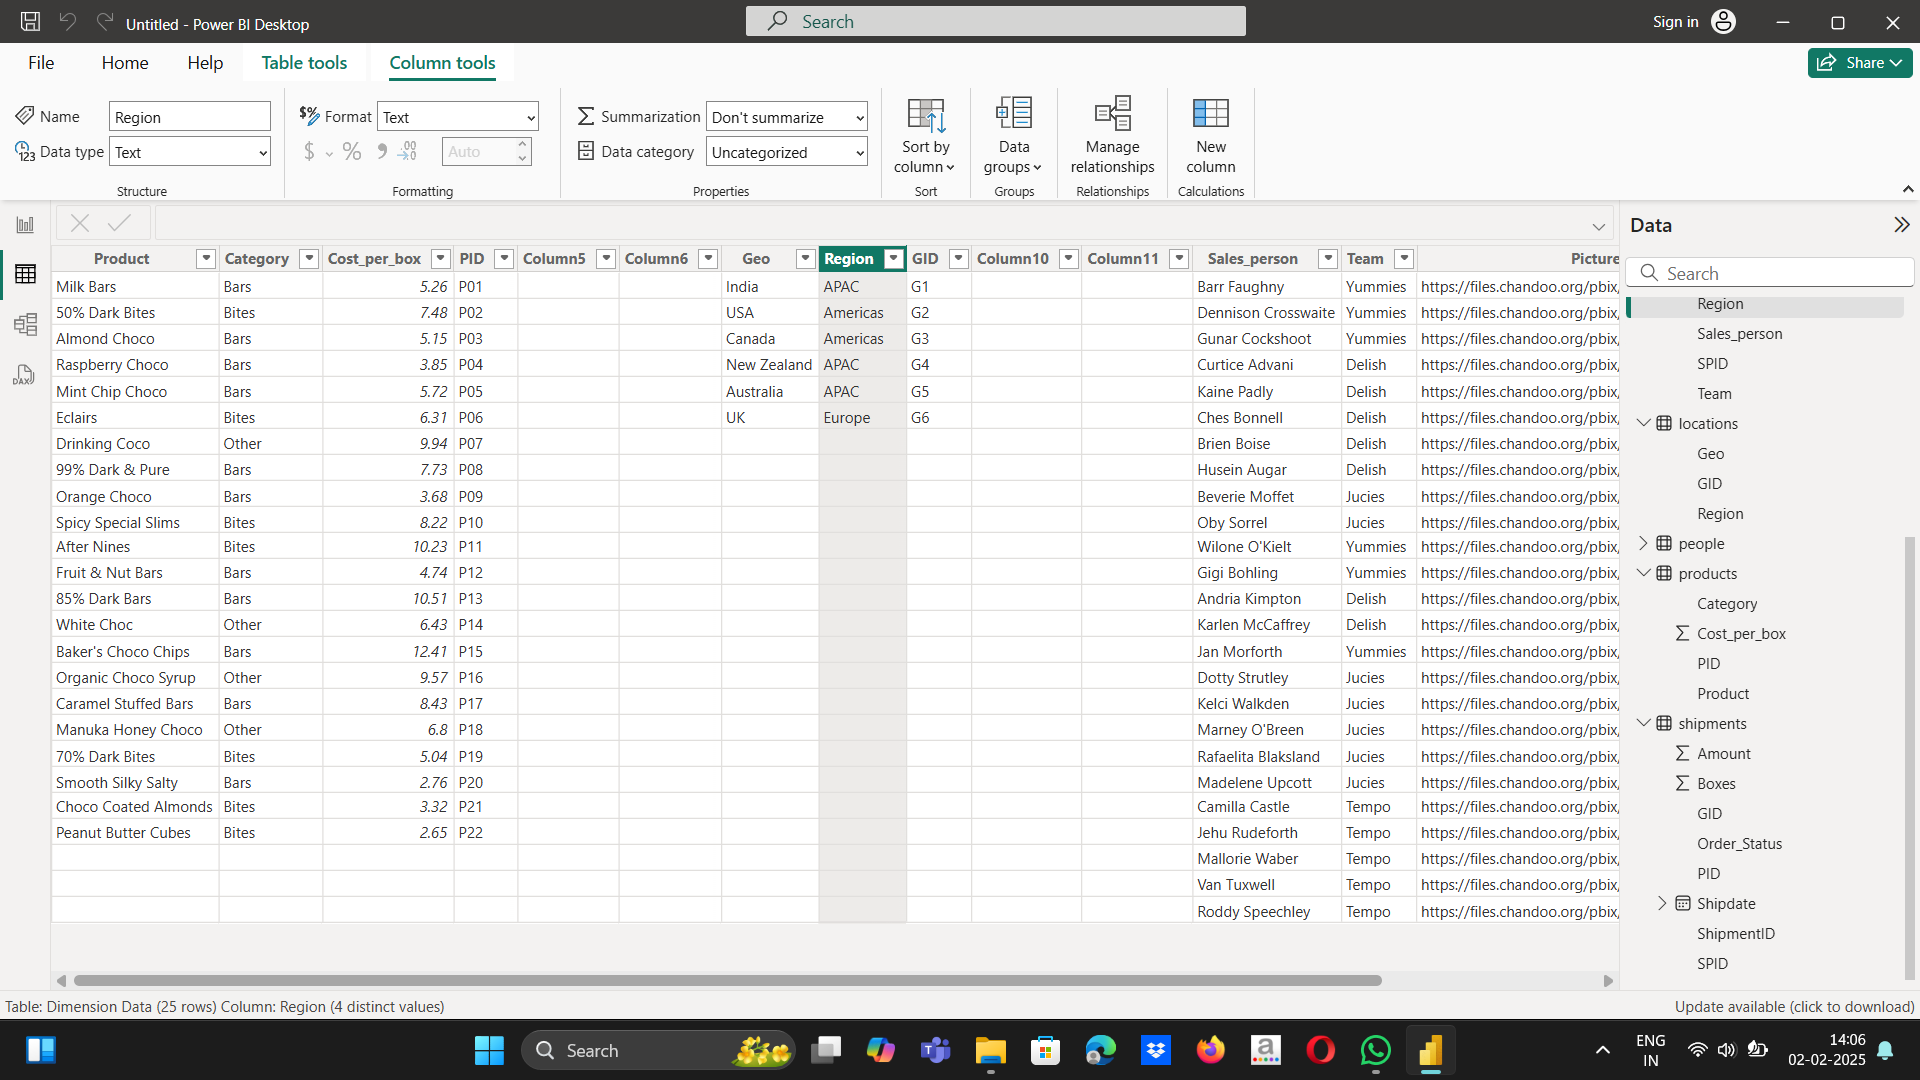 Untitled - Power BI Desktop
Search
Sign in
File Home Help Table tools Column tools
Share
Name Region
Data type Text
Structure
Format Text
$ % Auto
Formatting
Summarization Don't summarize
Data category Uncategorized
Properties
Sort by column
Sort
Data groups
Groups
Manage relationships
Relationships
New column
Calculations
Product Category Cost_per_box PID Column5 Column6 Geo Region GID Column10 Column11 Sales_person Team Picture
Milk Bars Bars 5.26 P01 India APAC G1 Barr Faughny Yummies https://files.chandoo.org/pbix,
50% Dark Bites Bites 7.48 P02 USA Americas G2 Dennison Crosswaite Yummies https://files.chandoo.org/pbix,
Almond Choco Bars 5.15 P03 Canada Americas G3 Gunar Cockshoot Yummies https://files.chandoo.org/pbix,
Raspberry Choco Bars 3.85 P04 New Zealand APAC G4 Curtice Advani Delish https://files.chandoo.org/pbix,
Mint Chip Choco Bars 5.72 P05 Australia APAC G5 Kaine Padly Delish https://files.chandoo.org/pbix,
Eclairs Bites 6.31 P06 UK Europe G6 Ches Bonnell Delish https://files.chandoo.org/pbix,
Drinking Coco Other 9.94 P07 Brien Boise Delish https://files.chandoo.org/pbix,
99% Dark & Pure Bars 7.73 P08 Husein Augar Delish https://files.chandoo.org/pbix,
Orange Choco Bars 3.68 P09 Beverie Moffet Jucies https://files.chandoo.org/pbix,
Spicy Special Slims Bites 8.22 P10 Oby Sorrel Jucies https://files.chandoo.org/pbix,
After Nines Bites 10.23 P11 Wilone O'Kielt Yummies https://files.chandoo.org/pbix,
Fruit & Nut Bars Bars 4.74 P12 Gigi Bohling Yummies https://files.chandoo.org/pbix,
85% Dark Bars Bars 10.51 P13 Andria Kimpton Delish https://files.chandoo.org/pbix,
White Choc Other 6.43 P14 Karlen McCaffrey Delish https://files.chandoo.org/pbix,
Baker's Choco Chips Bars 12.41 P15 Jan Morforth Yummies https://files.chandoo.org/pbix,
Organic Choco Syrup Other 9.57 P16 Dotty Strutley Jucies https://files.chandoo.org/pbix,
Caramel Stuffed Bars Bars 8.43 P17 Kelci Walkden Jucies https://files.chandoo.org/pbix,
Manuka Honey Choco Other 6.8 P18 Marney O'Breen Jucies https://files.chandoo.org/pbix,
70% Dark Bites Bites 5.04 P19 Rafaelita Blaksland Jucies https://files.chandoo.org/pbix,
Smooth Silky Salty Bars 2.76 P20 Madelene Upcott Jucies https://files.chandoo.org/pbix,
Choco Coated Almonds Bites 3.32 P21 Camilla Castle Tempo https://files.chandoo.org/pbix,
Peanut Butter Cubes Bites 2.65 P22 Jehu Rudeforth Tempo https://files.chandoo.org/pbix,
Mallorie Waber Tempo https://files.chandoo.org/pbix,
Van Tuxwell Tempo https://files.chandoo.org/pbix,
Roddy Speechley Tempo https://files.chandoo.org/pbix,
Data
Search
Region
Sales_person
SPID
Team
locations
Geo
GID
Region
people
products
Category
Cost_per_box
PID
Product
shipments
Amount
Boxes
GID
Order_Status
PID
Shipdate
ShipmentID
SPID
Table: Dimension Data (25 rows) Column: Region (4 distinct values)
Update available (click to download)
Search
ENG
IN
14:06
02-02-2025